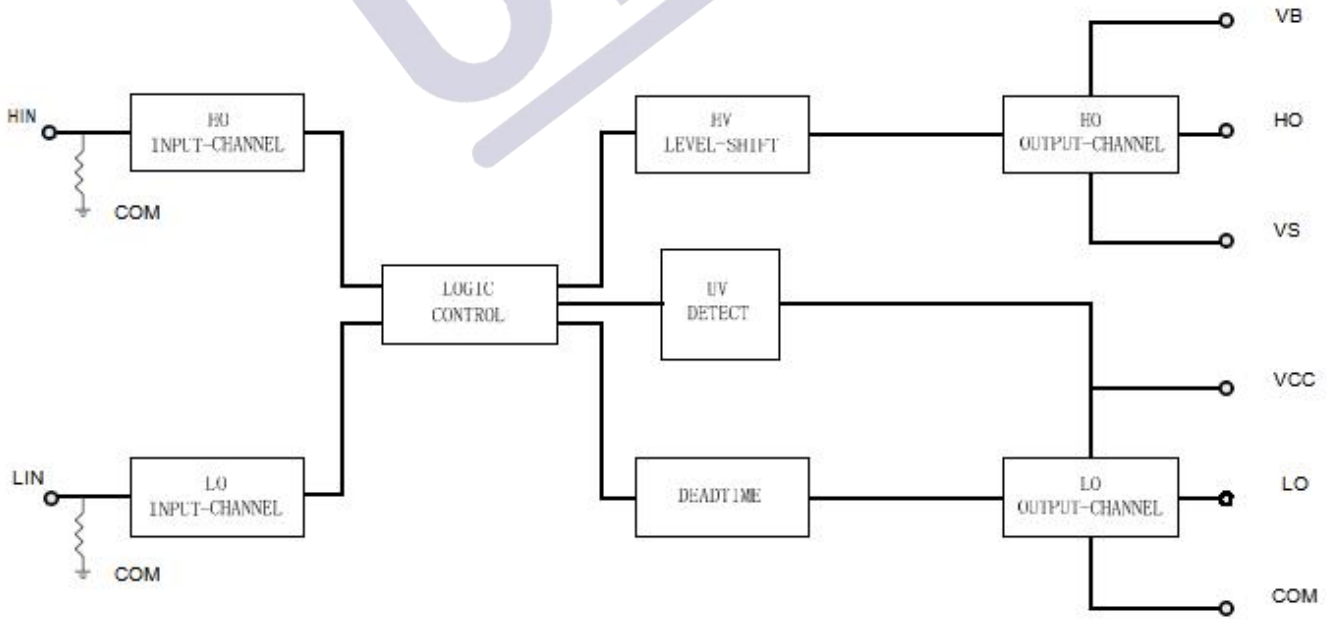 VB
HIN
HO
INPUT-CHANNEL
HV
LEVEL-SHIFT
HO
OUTPUT-CHANNEL
HO
COM
VS
LOGIC
CONTROL
UV
DETECT
VCC
LIN
LO
INPUT-CHANNEL
DEADTIME
LO
OUTPUT-CHANNEL
LO
COM
COM